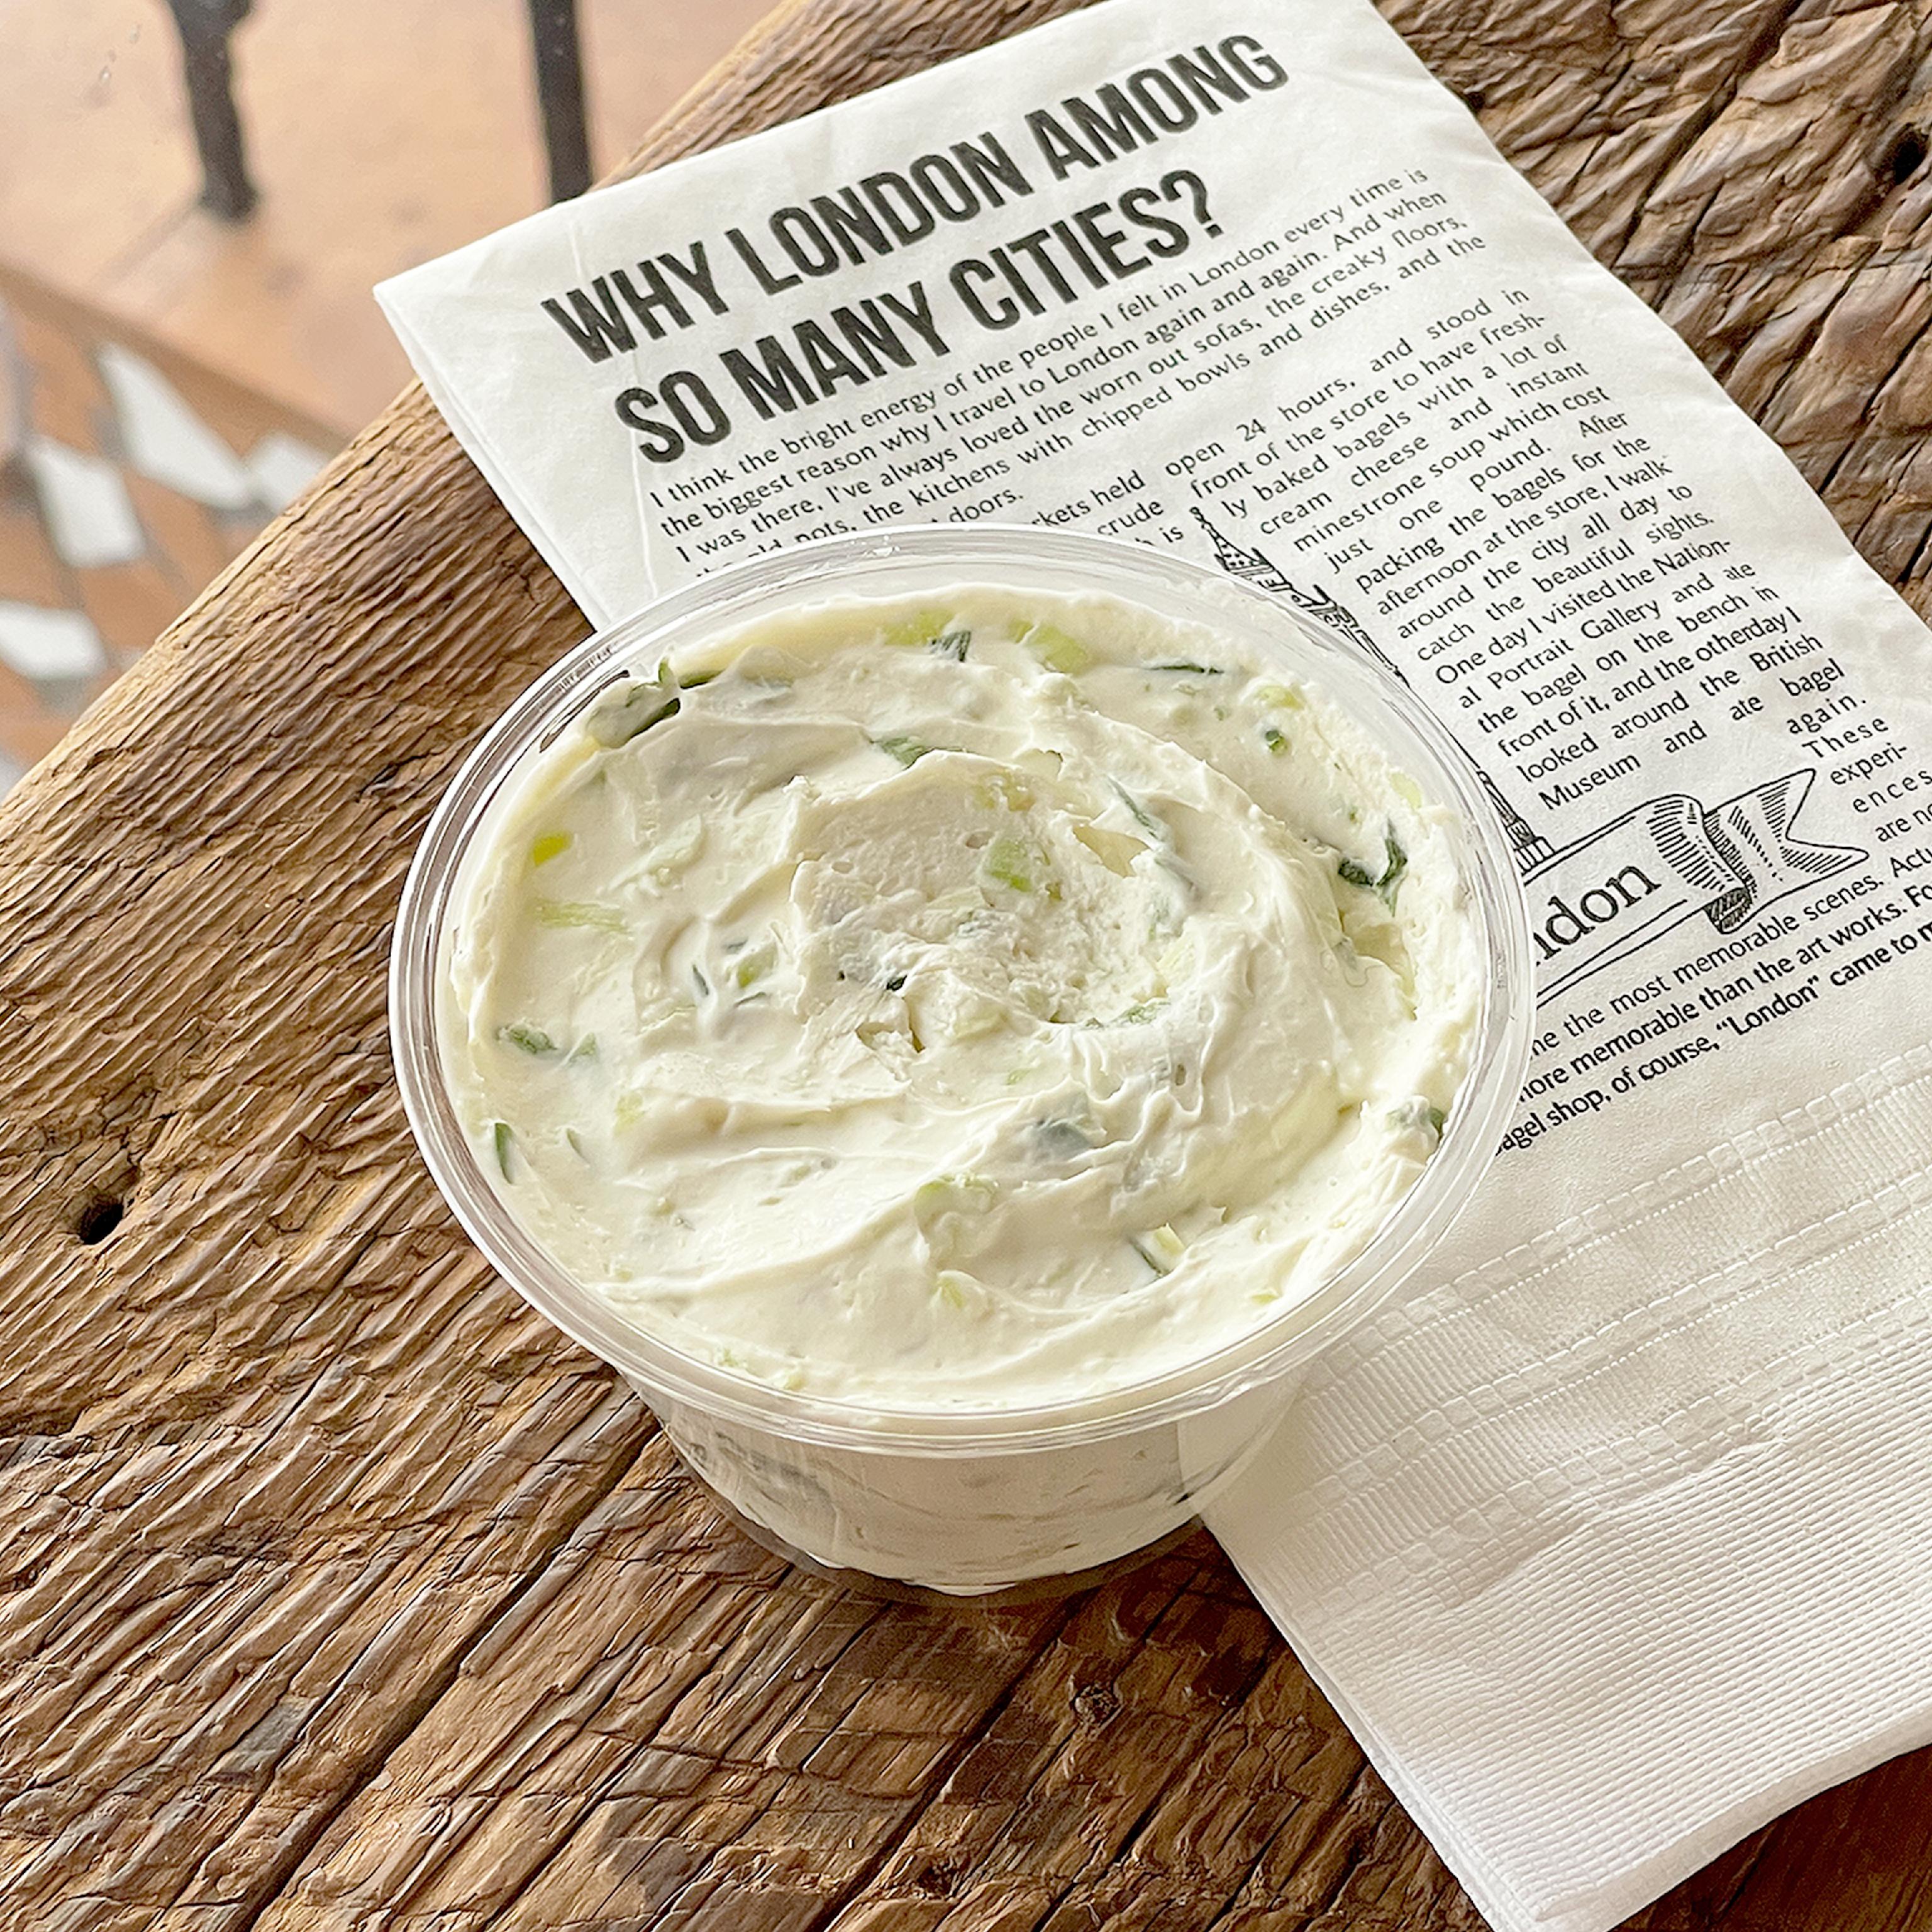 WHY LONDON AMONG
SO MANY CITIES?
I think the bright energy of the people I felt in London every time is
the biggest reason why I travel to London again and again. And when
I was there, I've always loved the worn out sofas, the creaky floors,
pots, the kitchens with chipped bowls and dishes, and the
doors.
held
crude
is
open 24 hours, and stood in
front of the store to have fresh-
ly baked bagels with a lot of
cream cheese and instant
minestrone soup which cost
just one pound. After
packing the bagels for the
afternoon at the store, I walk-
around the city all day to
catch the beautiful sights.
One day I visited the Nation-
al Portrait Gallery and ate
the bagel on the bench in
front of it, and the otherday I
looked around the British
Museum and ate bagel
again.
These
experi-
ences
are
ndon
the most memorable scenes.
more memorable than the art works.
agel shop, of course, "London" came to